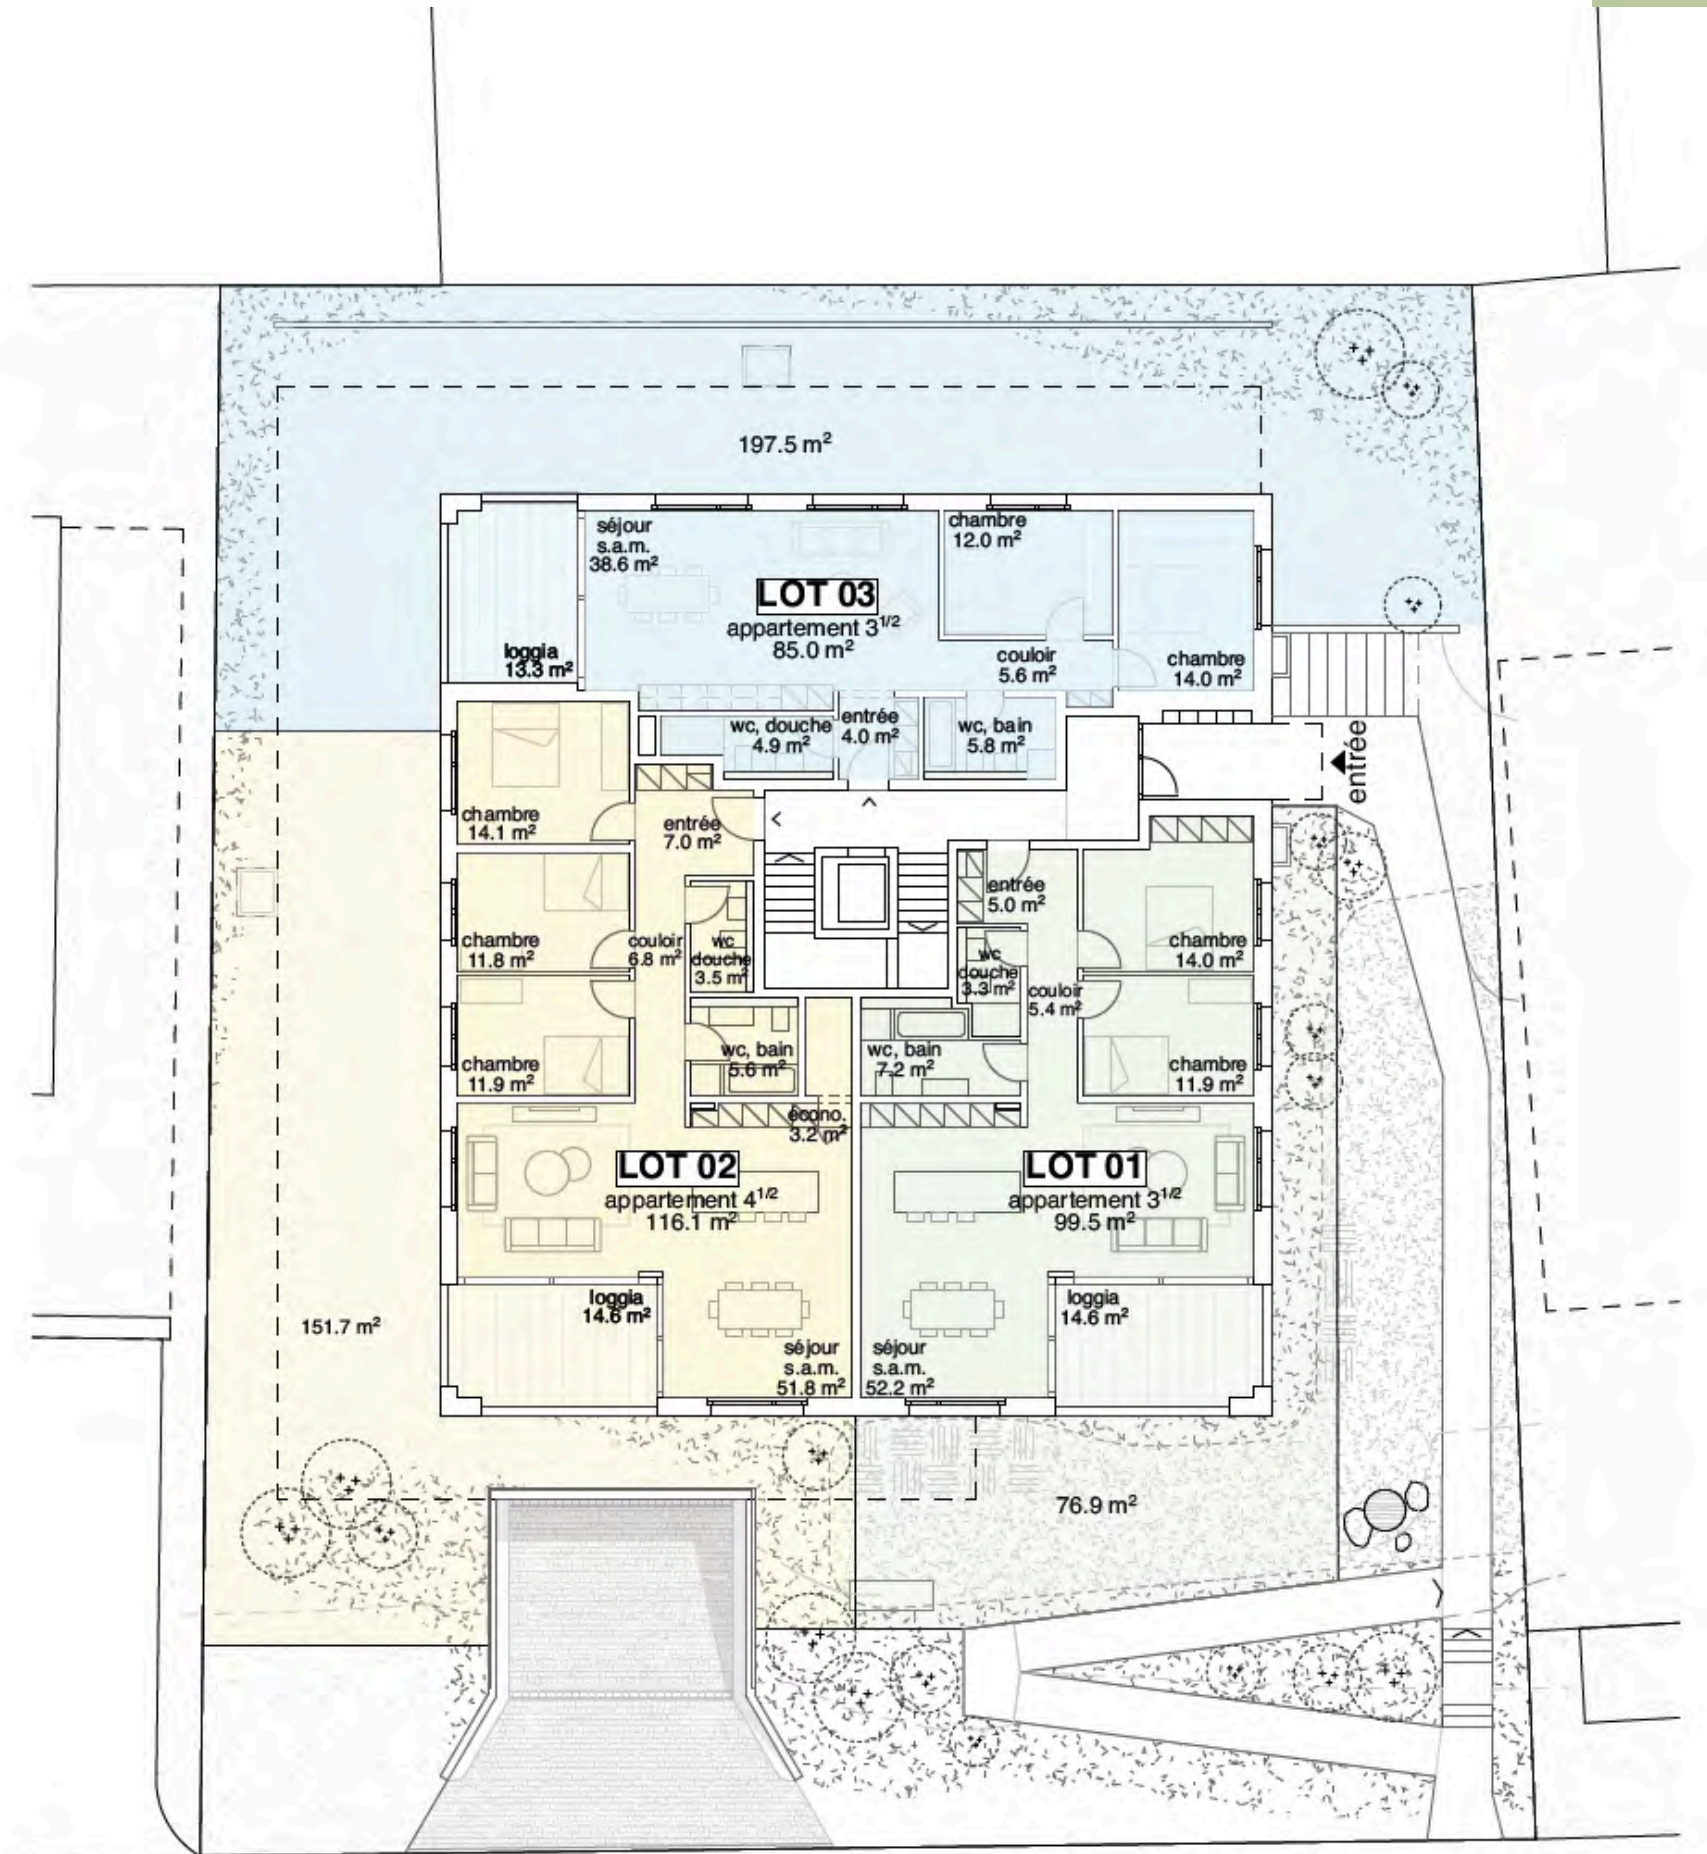 197.5 m²
séjour
s.a.m.
38.6 m²
chambre
12.0 m²
LOT 03
appartement 3 1/2
85.0 m²
loggia
13.3 m²
couloir
5.6 m²
chambre
14.0 m²
wc, douche
4.9 m²
entrée
4.0 m²
wc, bain
5.8 m²
entrée
chambre
14.1 m²
entrée
7.0 m²
chambre
11.8 m²
couloir
6.8 m²
wc
douche
3.5 m²
chambre
11.9 m²
wc, bain
5.6 m²
écono.
3.2 m²
LOT 02
appartement 4 1/2
116.1 m²
loggia
14.6 m²
séjour
s.a.m.
51.8 m²
151.7 m²
entrée
5.0 m²
wc
douche
3.3 m²
couloir
5.4 m²
chambre
14.0 m²
wc, bain
7.2 m²
chambre
11.9 m²
LOT 01
appartement 3 1/2
99.5 m²
loggia
14.6 m²
séjour
s.a.m.
52.2 m²
76.9 m²